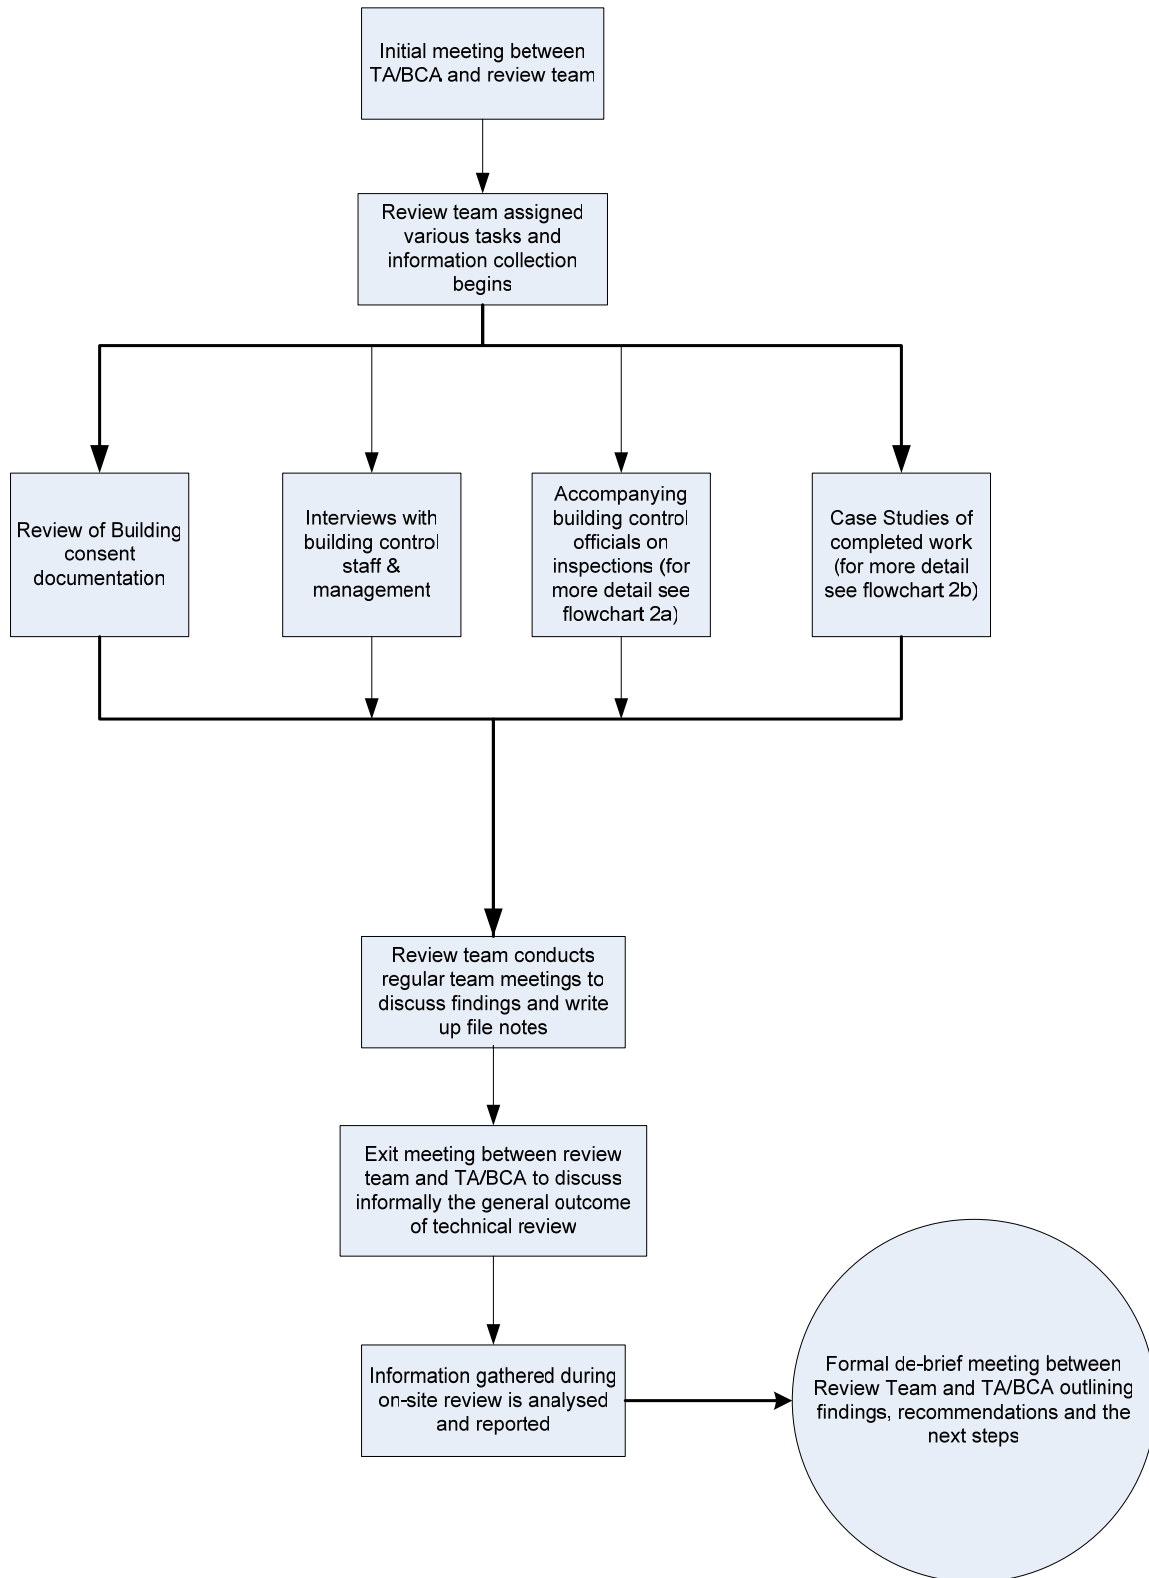 Initial meeting between
TA/BCA and review team
Review team assigned
various tasks and
information collection
begins
Review of Building
consent
documentation
Interviews with
building control
staff &
management
Accompanying
building control
officials on
inspections (for
more detail see
flowchart 2a)
Case Studies of
completed work
(for more detail
see flowchart 2b)
Review team conducts
regular team meetings to
discuss findings and write
up file notes
Exit meeting between review
team and TA/BCA to discuss
informally the general outcome
of technical review
Information gathered during
on-site review is analysed
and reported
Formal de-brief meeting between
Review Team and TA/BCA outlining
findings, recommendations and the
next steps